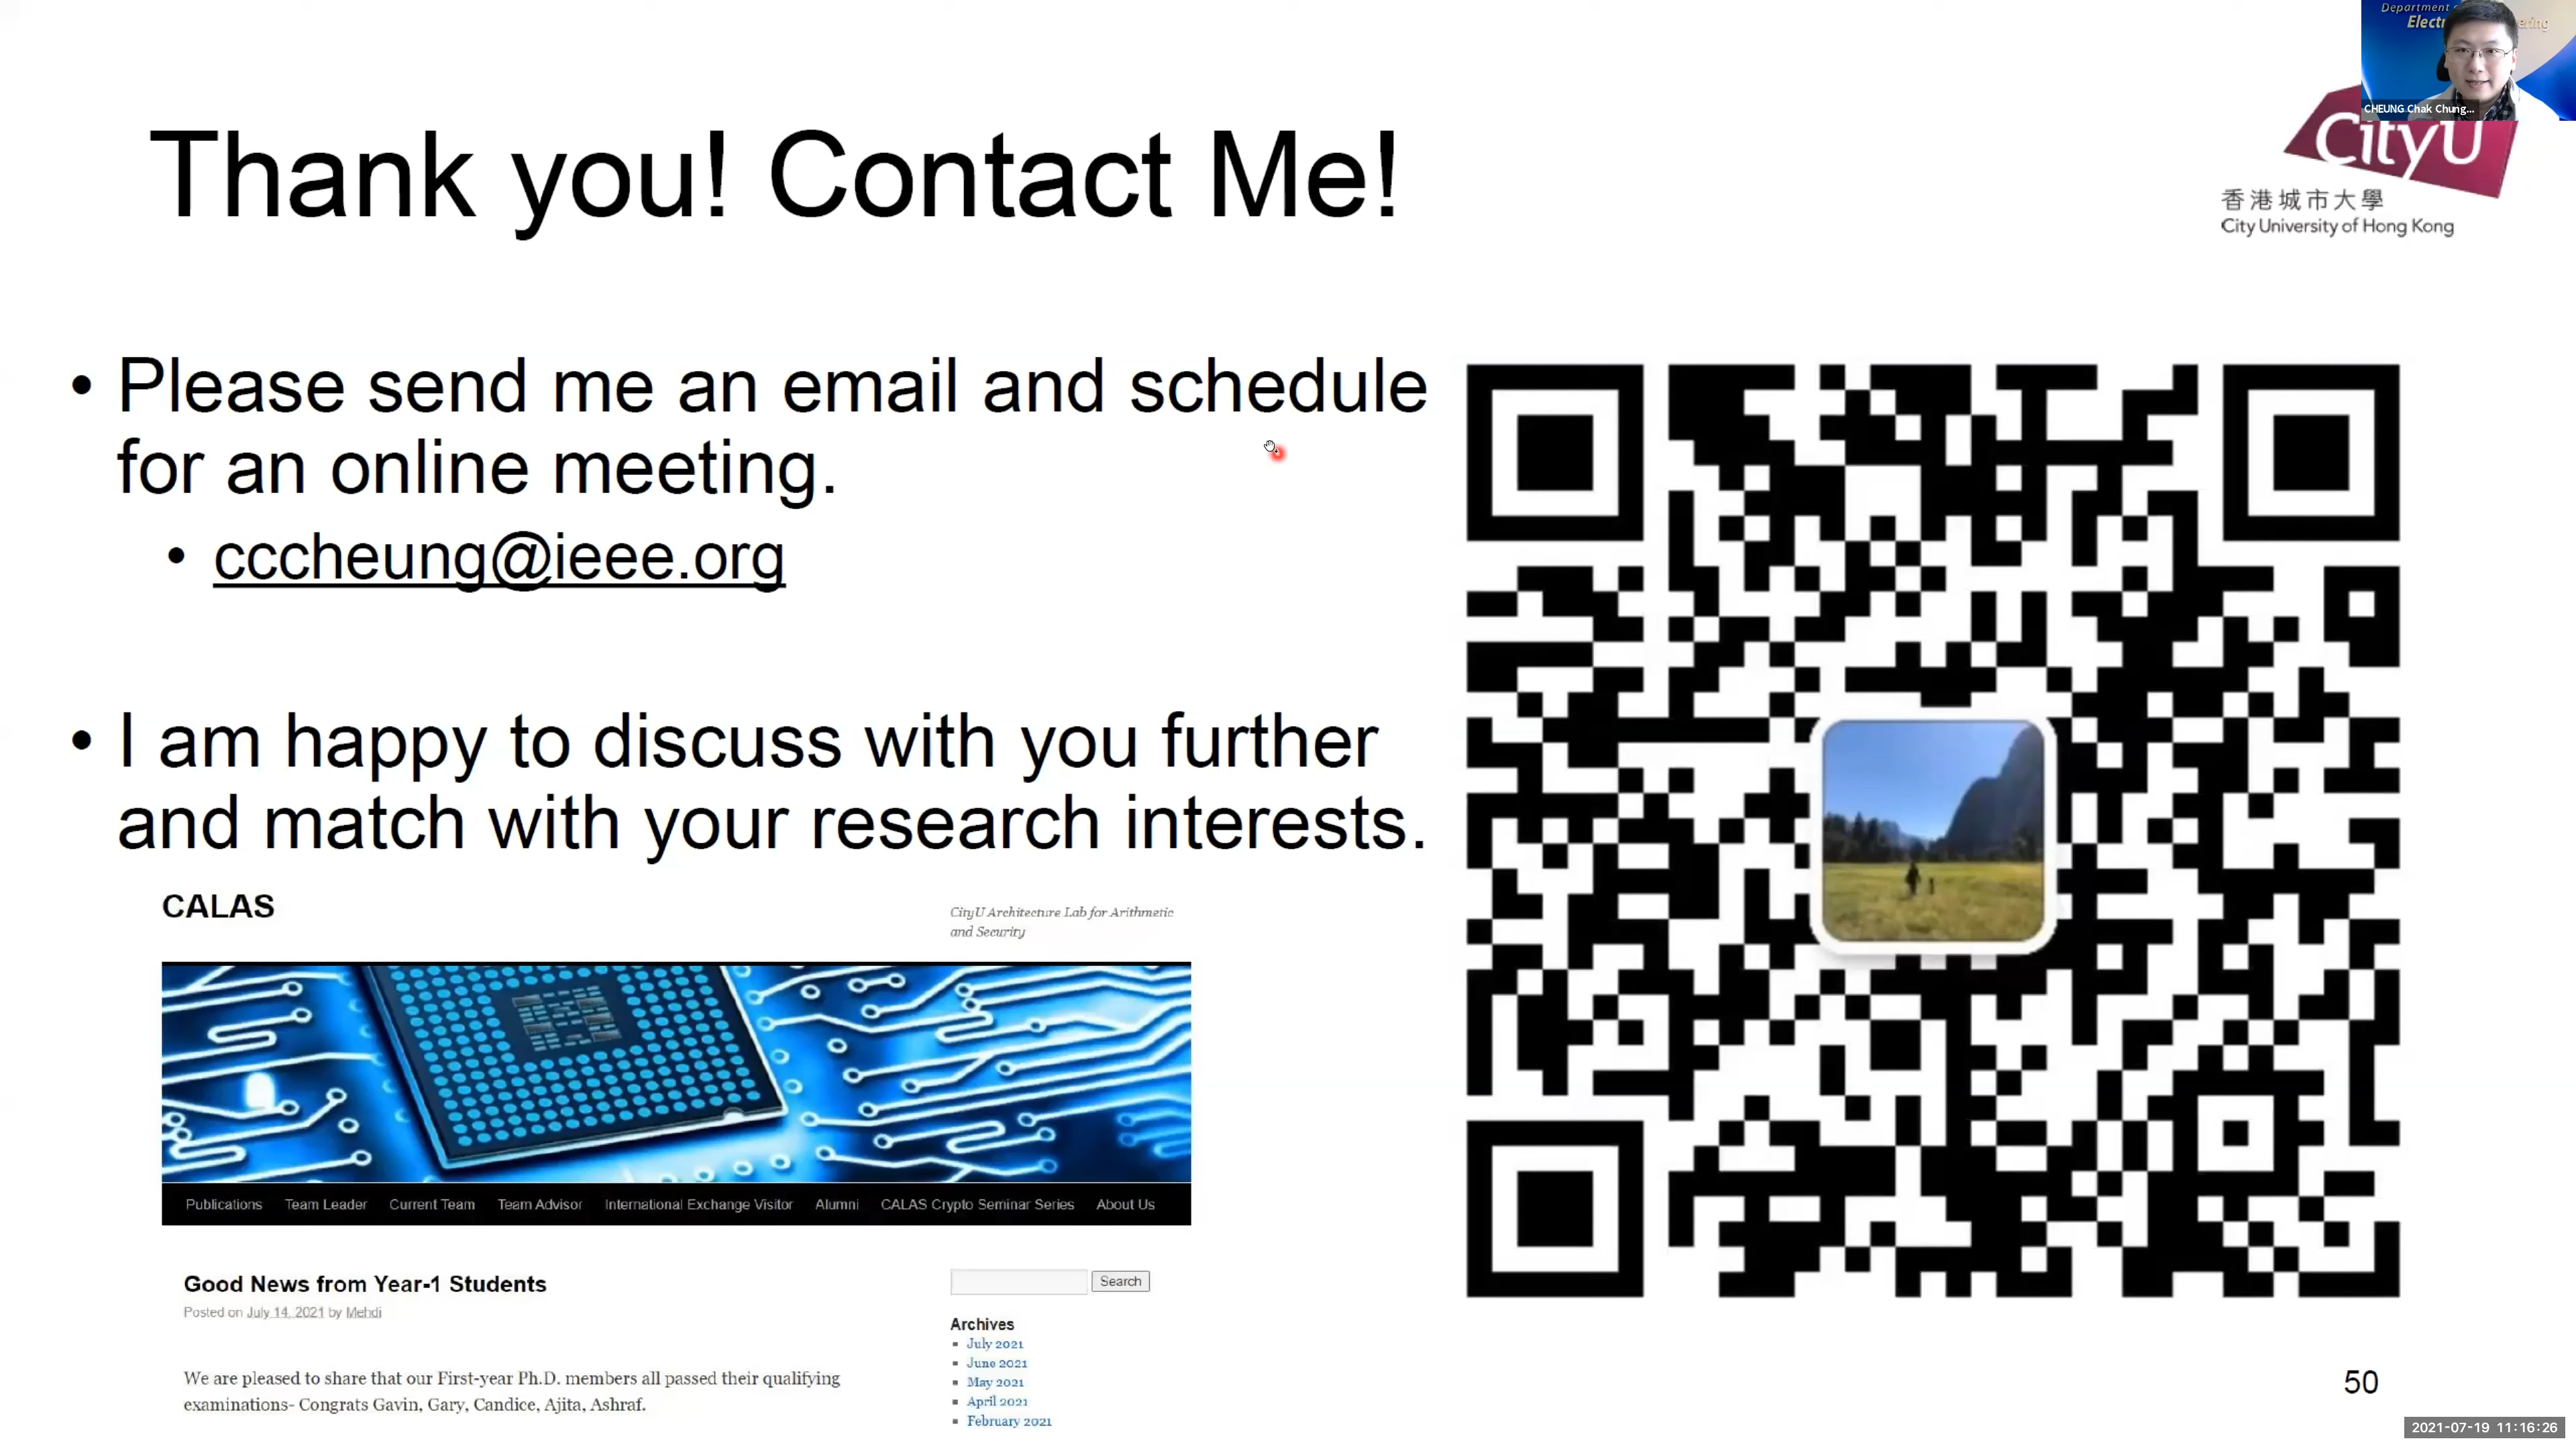 Department
Elect
ering
CHEUNG Chak Chung...
Thank you! Contact Me!
CityU
香港城市大學
City University of Hong Kong
• Please send me an email and schedule
for an online meeting.
• cccheung@ieee.org
• I am happy to discuss with you further
and match with your research interests.
CALAS
CityU Architecture Lab for Arithmetic
and Security
Publications Team Leader Current Team Team Advisor International Exchange Visitor Alumni CALAS Crypto Seminar Series About Us
Good News from Year-1 Students
Posted on July 14, 2021 by Mehdi
We are pleased to share that our First-year Ph.D. members all passed their qualifying
examinations- Congrats Gavin, Gary, Candice, Ajita, Ashraf.
Search
Archives
▪ July 2021
▪ June 2021
▪ May 2021
▪ April 2021
▪ February 2021
50
2021-07-19 11:16:26